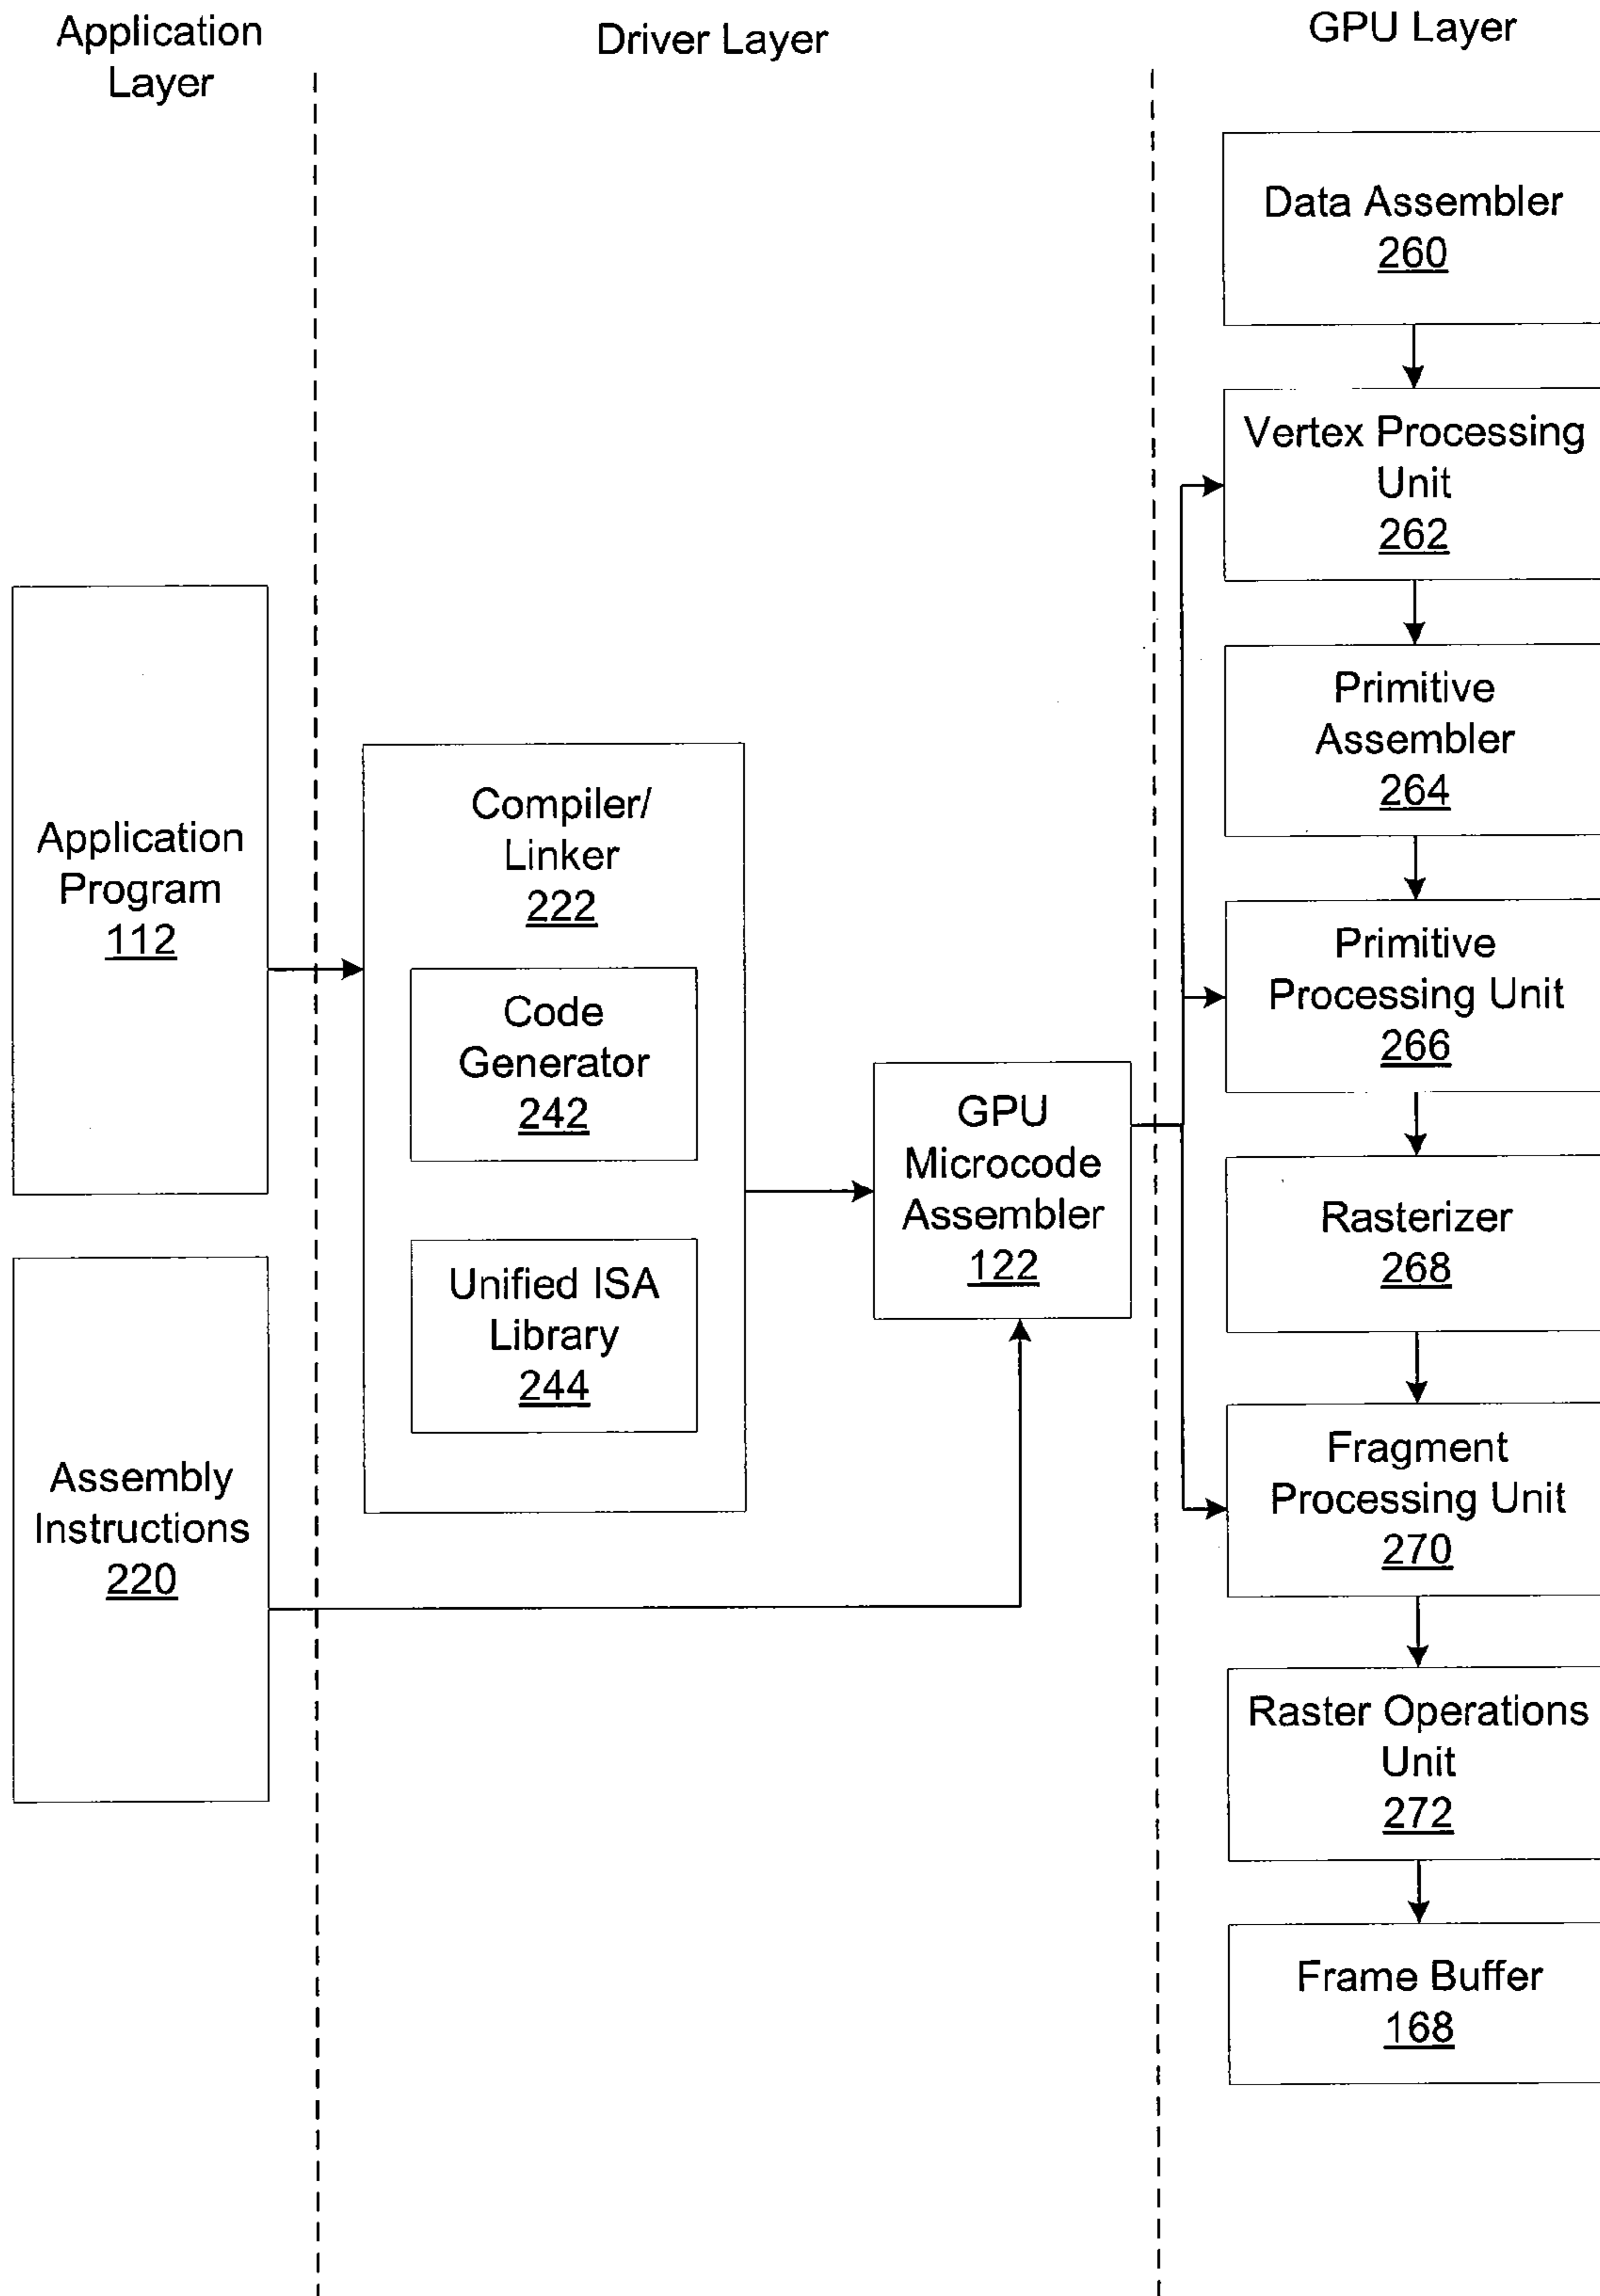 Application
Layer
Driver Layer
GPU Layer
Application
Program
112
Assembly
Instructions
220
Compiler/
Linker
222
Code
Generator
242
Unified ISA
Library
244
GPU
Microcode
Assembler
122
Data Assembler
260
Vertex Processing
Unit
262
Primitive
Assembler
264
Primitive
Processing Unit
266
Rasterizer
268
Fragment
Processing Unit
270
Raster Operations
Unit
272
Frame Buffer
168